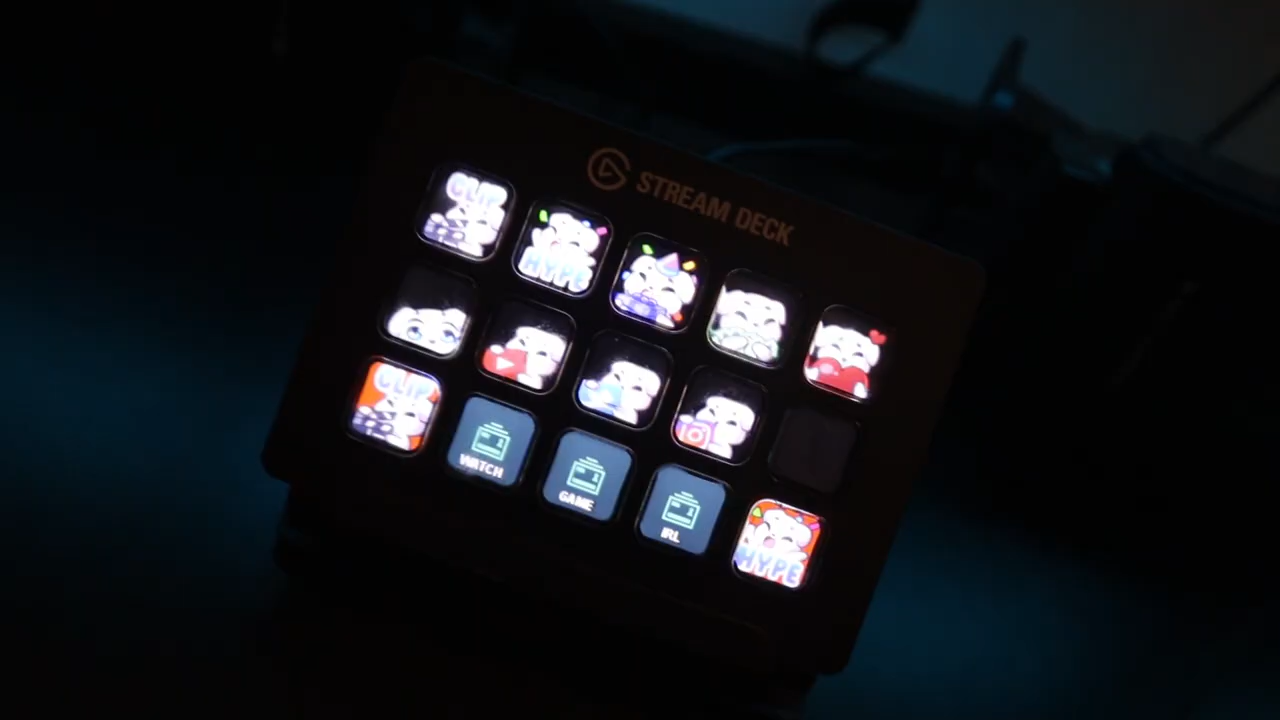 STREAM DECK
CLIP
HYPE
CLIP
WATCH
GAME
IRL
HYPE